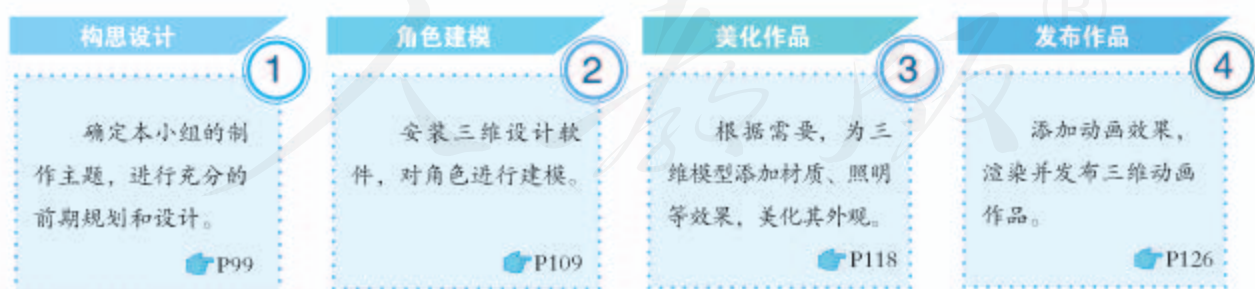 构思设计
1
确定本小组的制
作主题，进行充分的
前期规划和设计。
P99
角色建模
2
安装三维设计软
件，对角色进行建模。
P109
美化作品
3
根据需要，为三
维模型添加材质、照明
等效果，美化其外观。
P118
发布作品
4
添加动画效果，
渲染并发布三维动画
作品。
P126
人教版
®